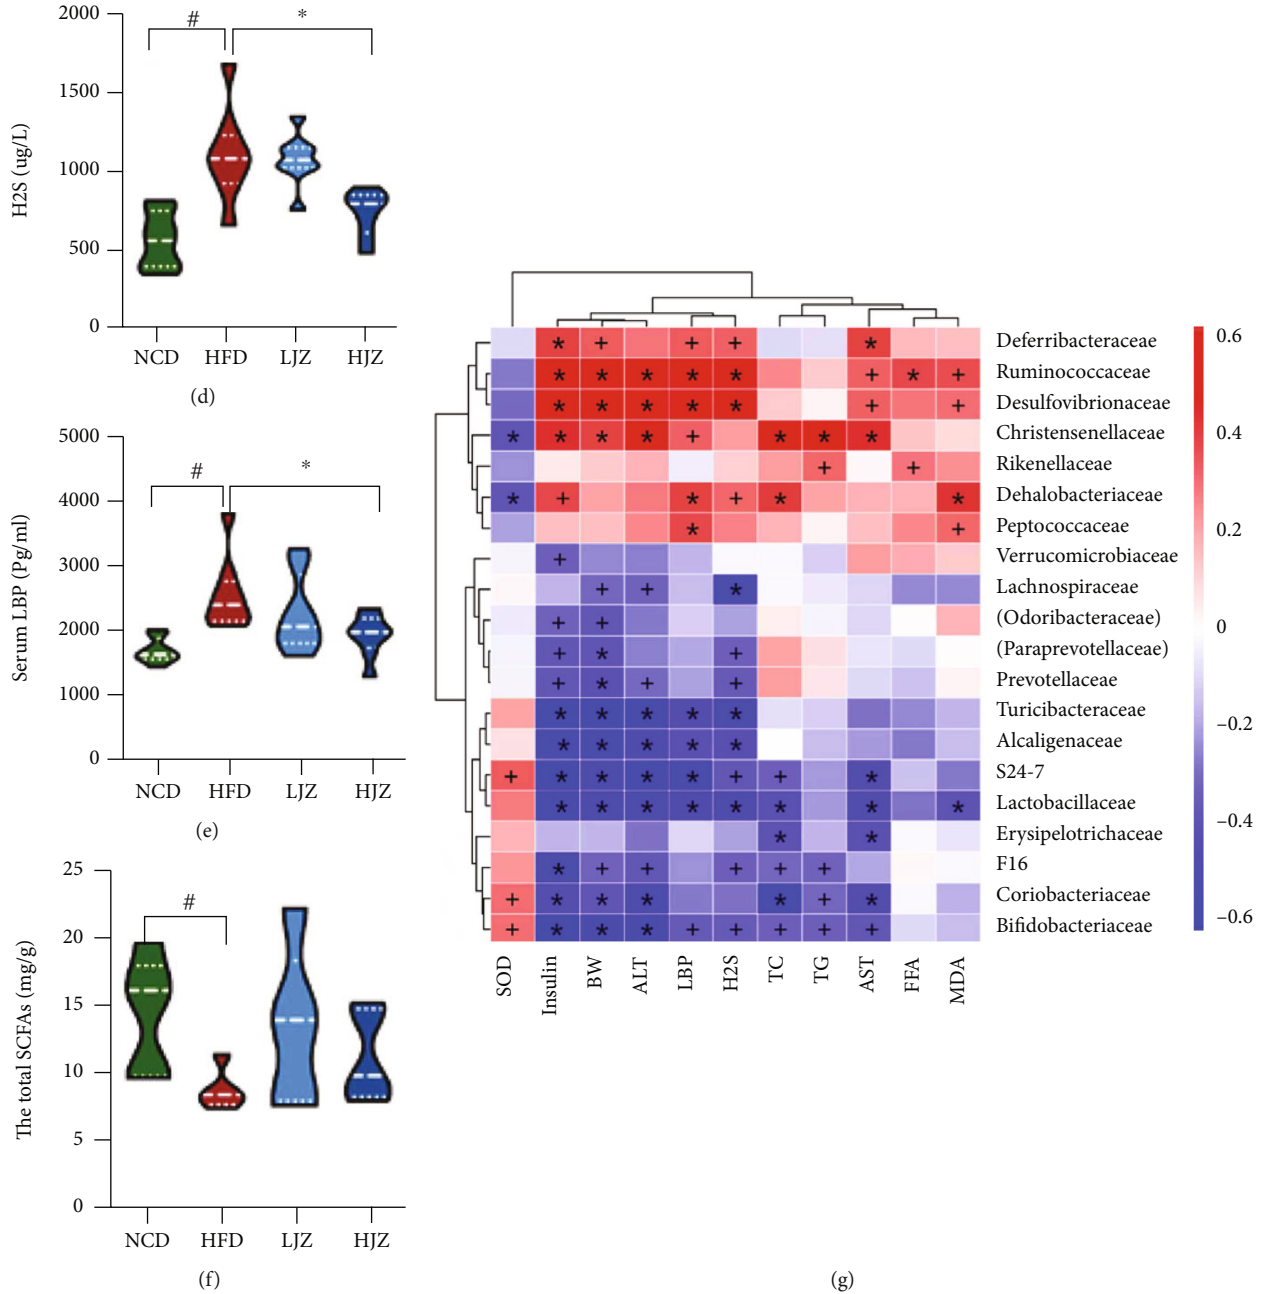 2000
1500
1000
500
0
H2S (ug/L)
#
*
NCD HFD LJZ HJZ
(d)
5000
4000
3000
2000
1000
0
Serum LBP (Pg/ml)
#
*
NCD HFD LJZ HJZ
(e)
25
20
15
10
5
0
The total SCFAs (mg/g)
#
NCD HFD LJZ HJZ
(f)
* + + + *
* * * * * + * +
* * * * * + +
* * * * + * * *
+ +
* + * + * *
* +
+
+ + *
+ +
+ * +
+ * + +
* * * * *
* * * * *
+ * * * * + + *
* * * * * * * *
* *
* + + + + +
+ * * * * + *
+ * * * + + + + +
Deferribacteraceae
Ruminococcaceae
Desulfovibrionaceae
Christensenellaceae
Rikenellaceae
Dehalobacteriaceae
Peptococcaceae
Verrucomicrobiaceae
Lachnospiraceae
(Odoribacteraceae)
(Paraprevotellaceae)
Prevotellaceae
Turicibacteraceae
Alcaligenaceae
S24-7
Lactobacillaceae
Erysipelotrichaceae
F16
Coriobacteriaceae
Bifidobacteriaceae
SOD
Insulin
BW
ALT
LBP
H2S
TC
TG
AST
FFA
MDA
0.6
0.4
0.2
0
−0.2
−0.4
−0.6
(g)